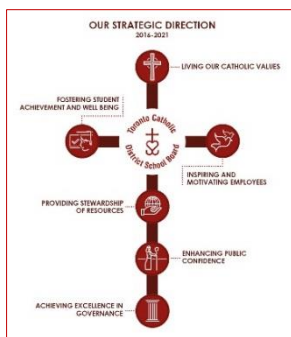 OUR STRATEGIC DIRECTION
2016-2021
LIVING OUR CATHOLIC VALUES
FOSTERING STUDENT
ACHIEVEMENT AND WELL BEING
Toronto Catholic
District School Board
INSPIRING AND
MOTIVATING EMPLOYEES
PROVIDING STEWARDSHIP
OF RESOURCES
ENHANCING PUBLIC
CONFIDENCE
ACHIEVING EXCELLENCE IN
GOVERNANCE